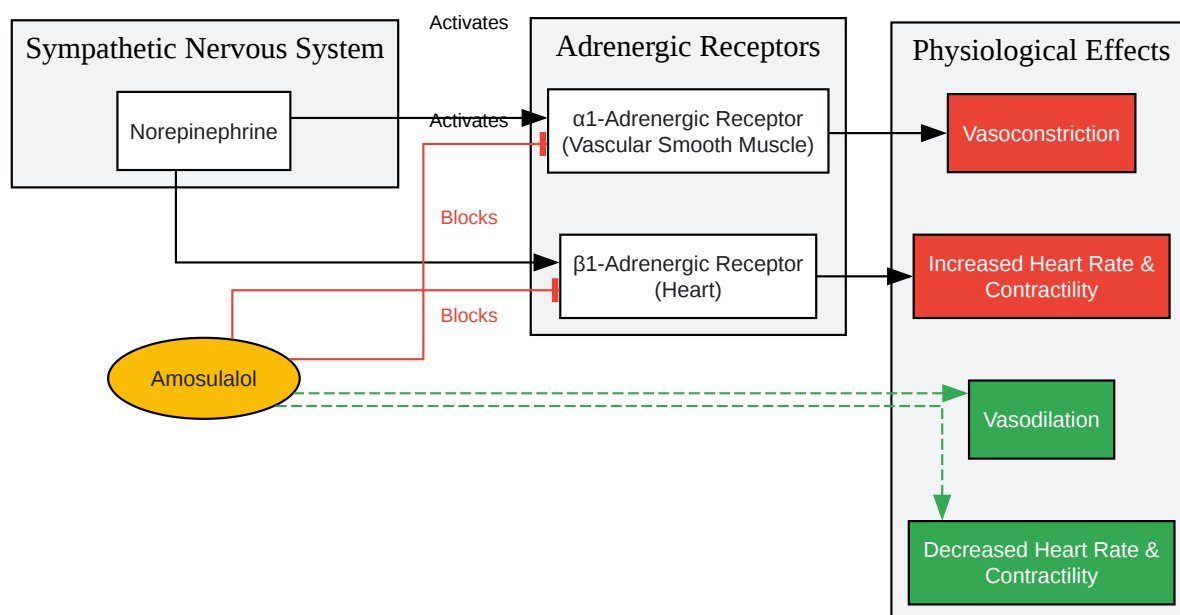 Activates
Sympathetic Nervous System
Adrenergic Receptors
Physiological Effects
Norepinephrine
Activates
α1-Adrenergic Receptor
(Vascular Smooth Muscle)
Vasoconstriction
Blocks
β1-Adrenergic Receptor
(Heart)
Increased Heart Rate &
Contractility
Blocks
Amosulalol
Vasodilation
Decreased Heart Rate &
Contractility